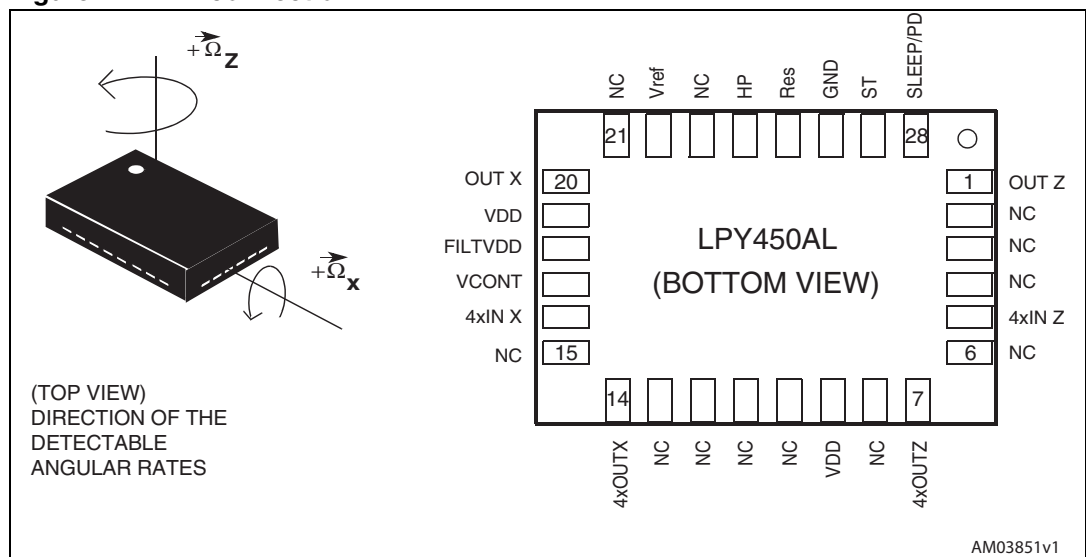 +Ω Z
+Ω x
(TOP VIEW)
DIRECTION OF THE
DETECTABLE
ANGULAR RATES
NC
Vref
NC
HP
Res
GND
ST
SLEEP/PD
21
28
OUT X
20
1
OUT Z
VDD
NC
FILTVDD
NC
VCONT
NC
4xIN X
4xIN Z
NC
15
6
NC
LPY450AL
(BOTTOM VIEW)
14
7
4xOUTX
NC
NC
NC
NC
VDD
NC
4xOUTZ
AM03851v1